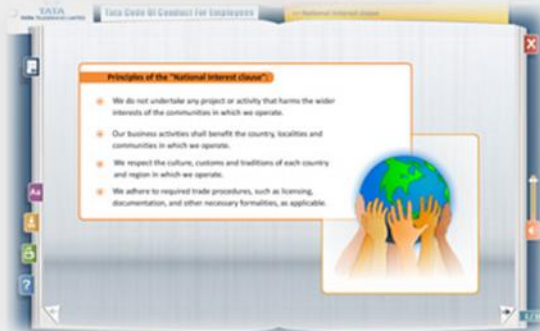 TATA
Tata Code Of Conduct For Employees
National Interest clause
Principles of the "National Interest clause":
We do not undertake any project or activity that harms the wider
interests of the communities in which we operate.
Our business activities shall benefit the country, localities and
communities in which we operate.
We respect the culture, customs and traditions of each country
and region in which we operate.
We adhere to required trade procedures, such as licensing,
documentation, and other necessary formalities, as applicable.
Aa
?